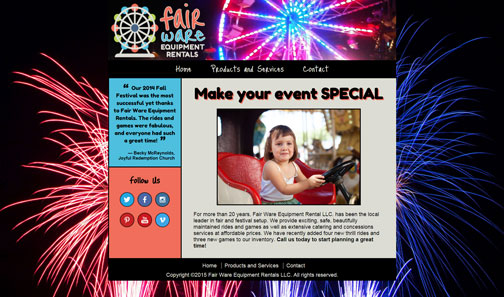 fair
ware
EQUIPMENT
RENTALS
Home Products and Services Contact
“ Our 2014 Fall
Festival was the most
successful yet thanks
to Fair Ware Equipment
Rentals. The rides and
games were fabulous,
and everyone had such
a great time! ”
— Becky McReynolds,
Joyful Redemption Church
Follow Us
Make your event SPECIAL
For more than 20 years, Fair Ware Equipment Rental LLC. has been the local
leader in fair and festival setup. We provide exciting, safe, beautifully
maintained rides and games as well as extensive catering and concessions
services at affordable prices. We have recently added four new thrill rides and
three new games to our inventory. Call us today to start planning a great
time!
Home | Products and Services | Contact
Copyright ©2015 Fair Ware Equipment Rentals LLC. All rights reserved.